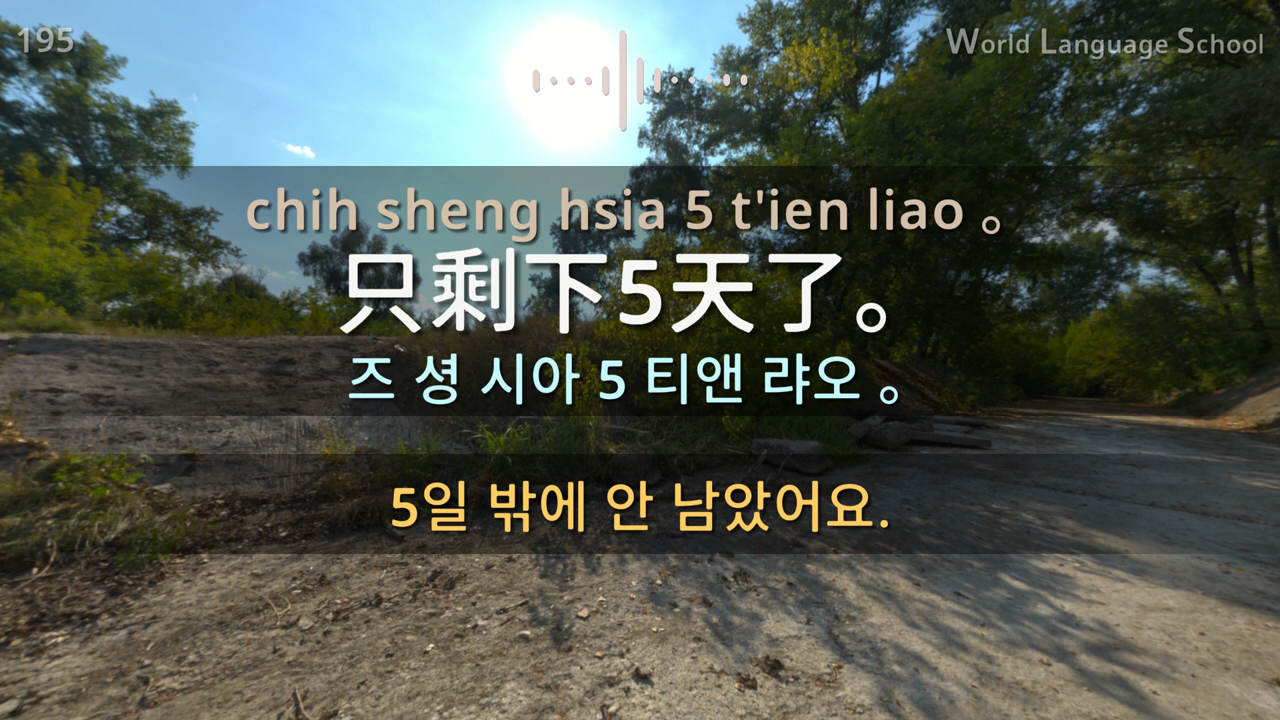 195
World Language School
chih sheng hsia 5 t'ien liao 。
只剩下5天了。
즈 셩 시아 5 티앤 랴오 。
5일 밖에 안 남았어요.